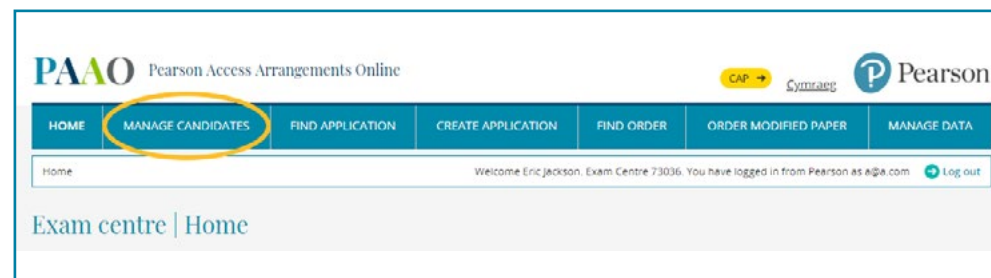 PAAO Pearson Access Arrangements Online
CAP → Cymraeg Pearson
HOME MANAGE CANDIDATES FIND APPLICATION CREATE APPLICATION FIND ORDER ORDER MODIFIED PAPER MANAGE DATA
Home Welcome Eric Jackson. Exam Centre 73036. You have logged in from Pearson as a@a.com Log out
Exam centre | Home